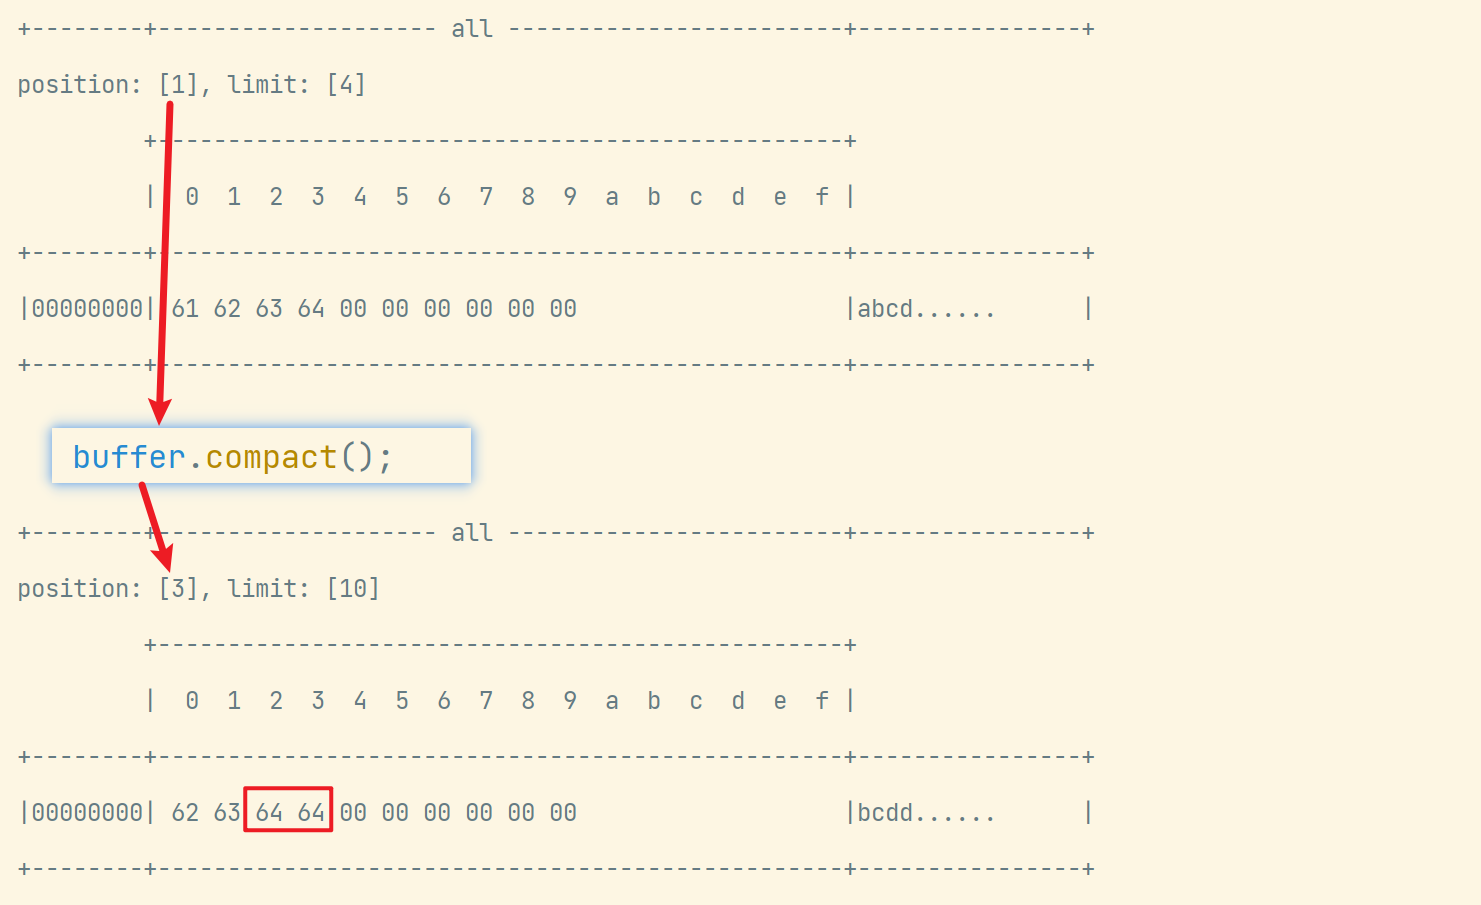 +--------+-------------------- all ------------------------+----------------+
position: [1], limit: [4]
         +-------------------------------------------------+
         |  0  1  2  3  4  5  6  7  8  9  a  b  c  d  e  f |
+--------+-------------------------------------------------+----------------+
|00000000| 61 62 63 64 00 00 00 00 00 00                   |abcd......      |
+--------+-------------------------------------------------+----------------+
buffer.compact();
+--------+-------------------- all ------------------------+----------------+
position: [3], limit: [10]
         +-------------------------------------------------+
         |  0  1  2  3  4  5  6  7  8  9  a  b  c  d  e  f |
+--------+-------------------------------------------------+----------------+
|00000000| 62 63 64 64 00 00 00 00 00 00                   |bcdd......      |
+--------+-------------------------------------------------+----------------+